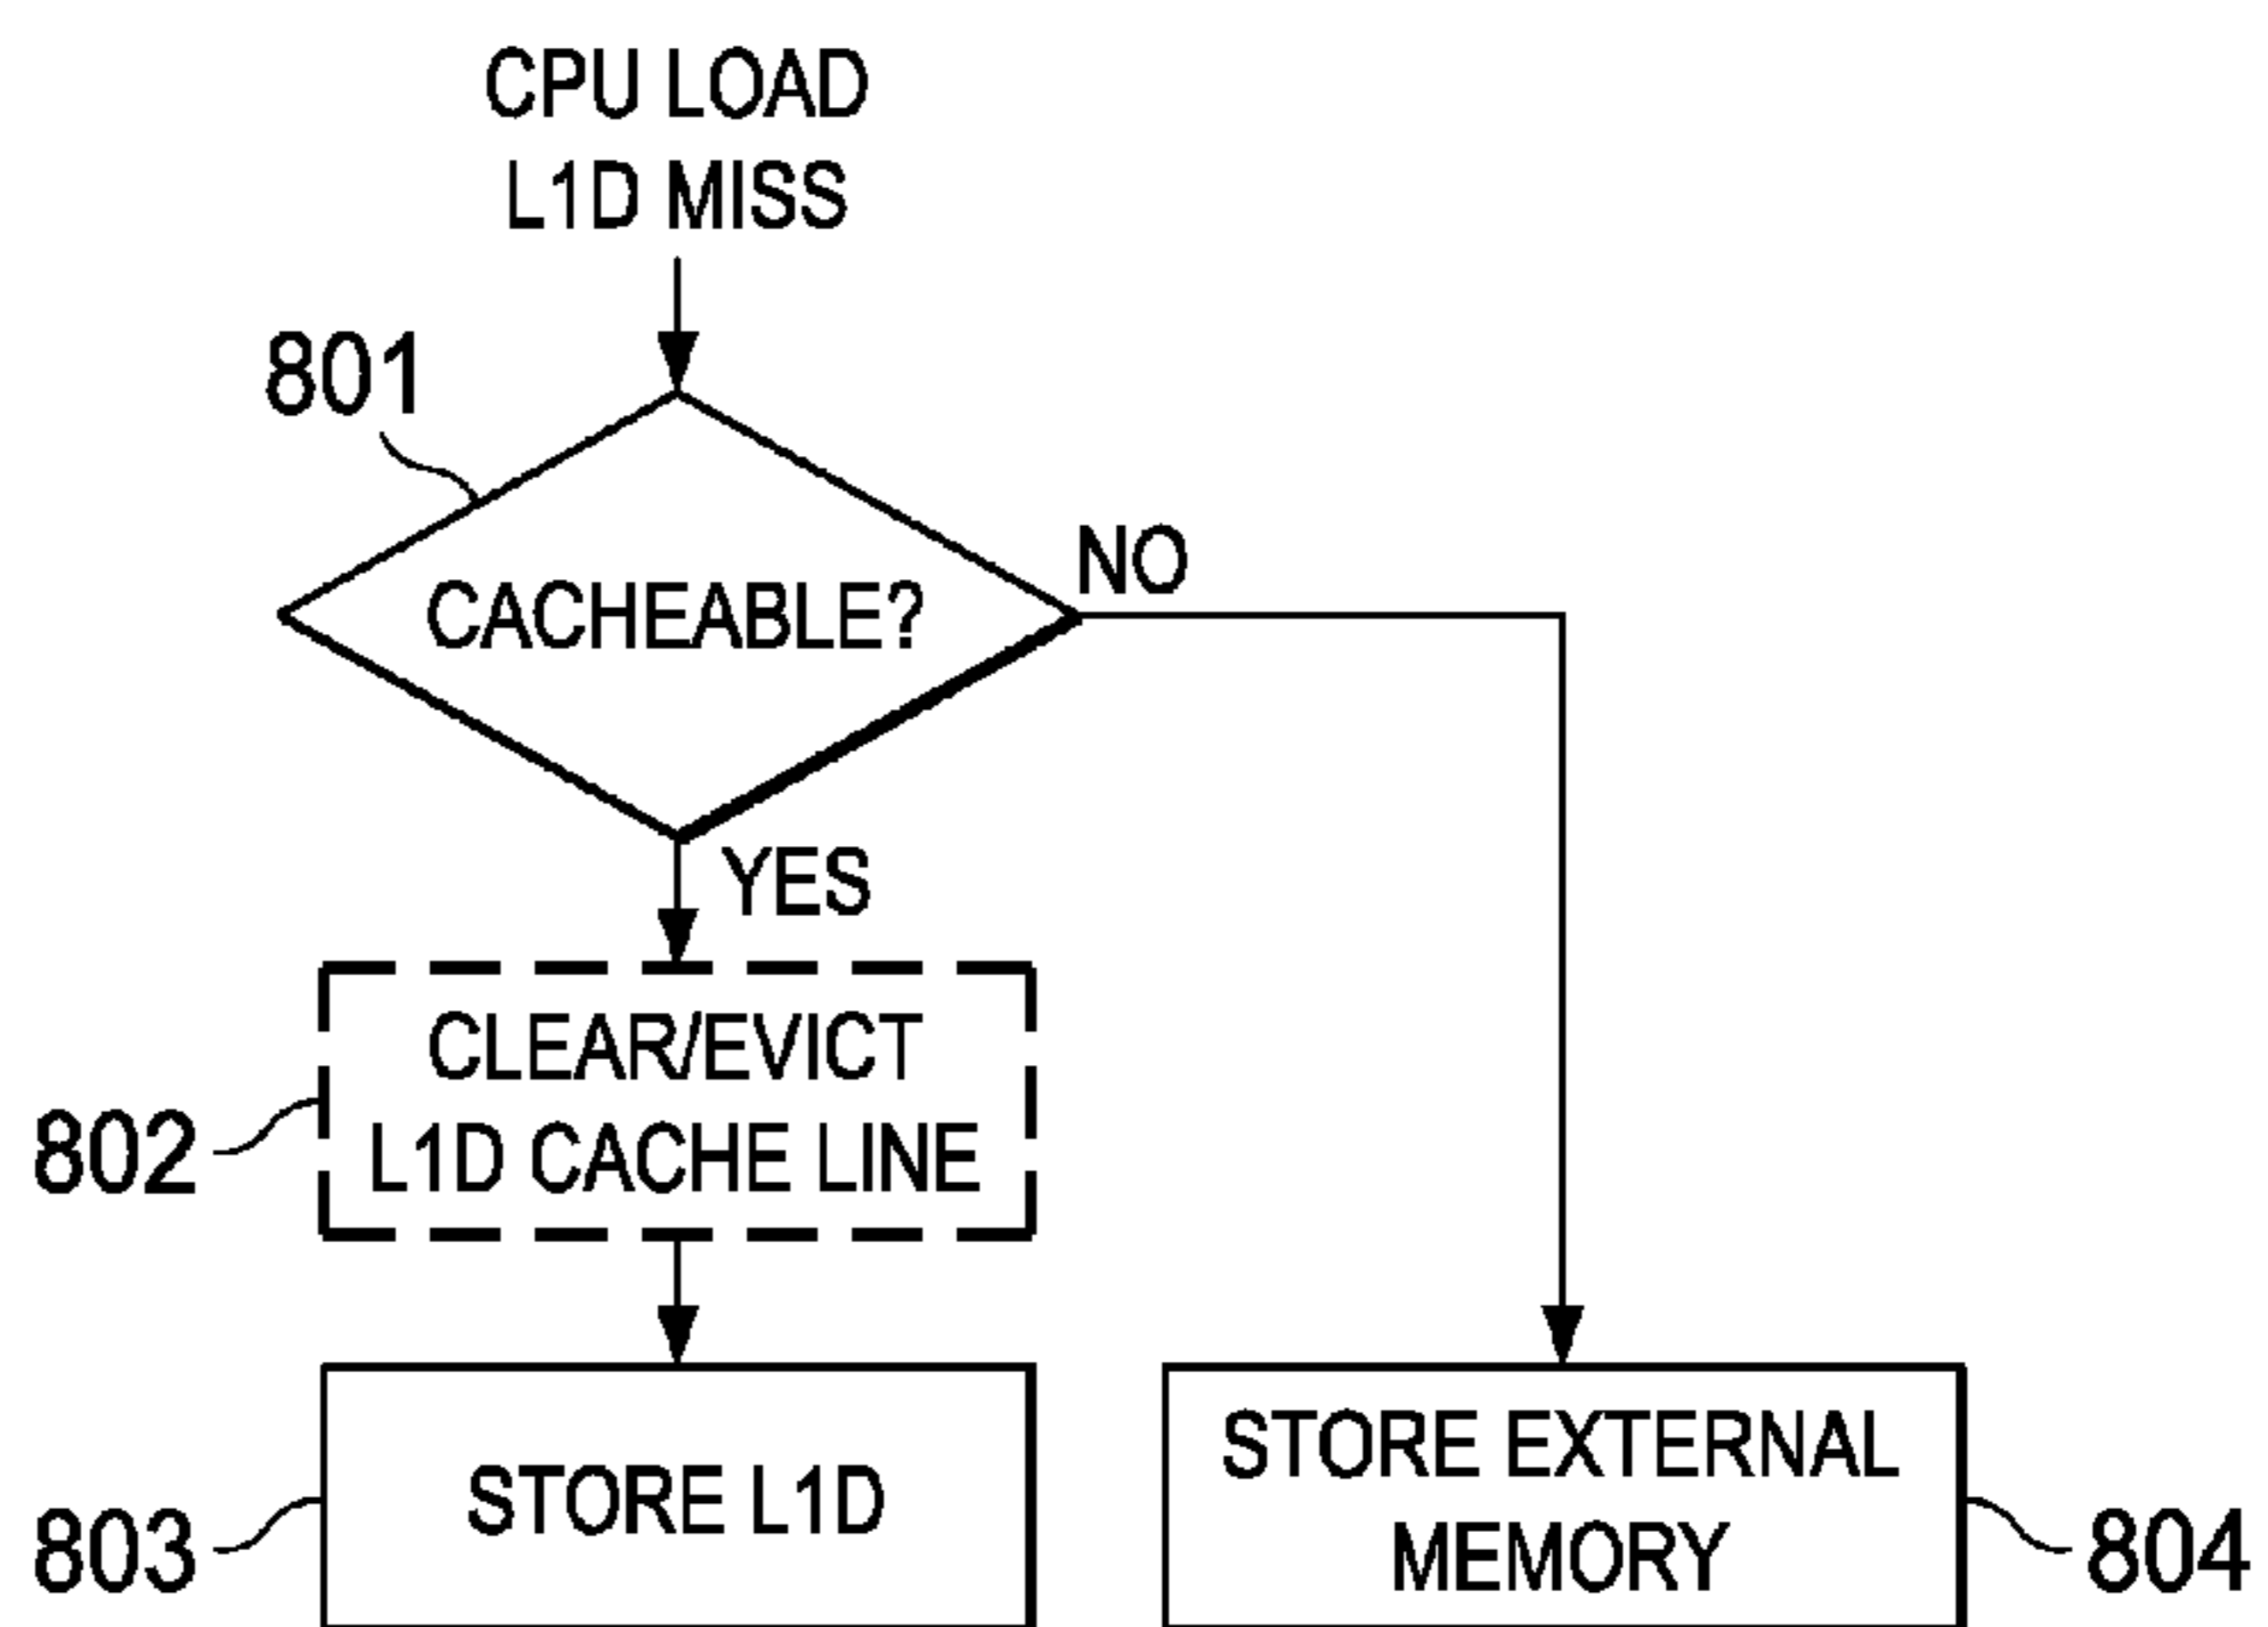 CPU LOAD
L1D MISS
801
CACHEABLE?
NO
YES
CLEAR/EVICT
L1D CACHE LINE
802
STORE L1D
803
STORE EXTERNAL
MEMORY
804